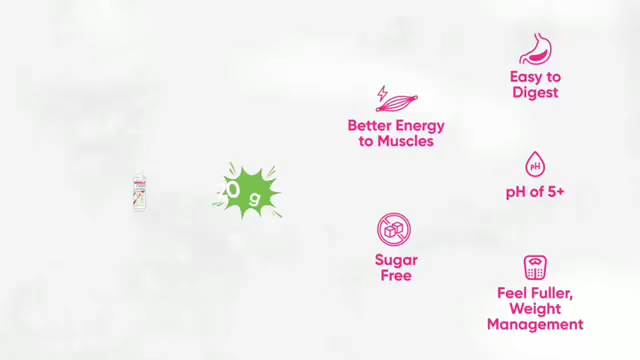 Easy to
Digest
Better Energy
to Muscles
g
pH
pH of 5+
Sugar
Free
Feel Fuller,
Weight
Management